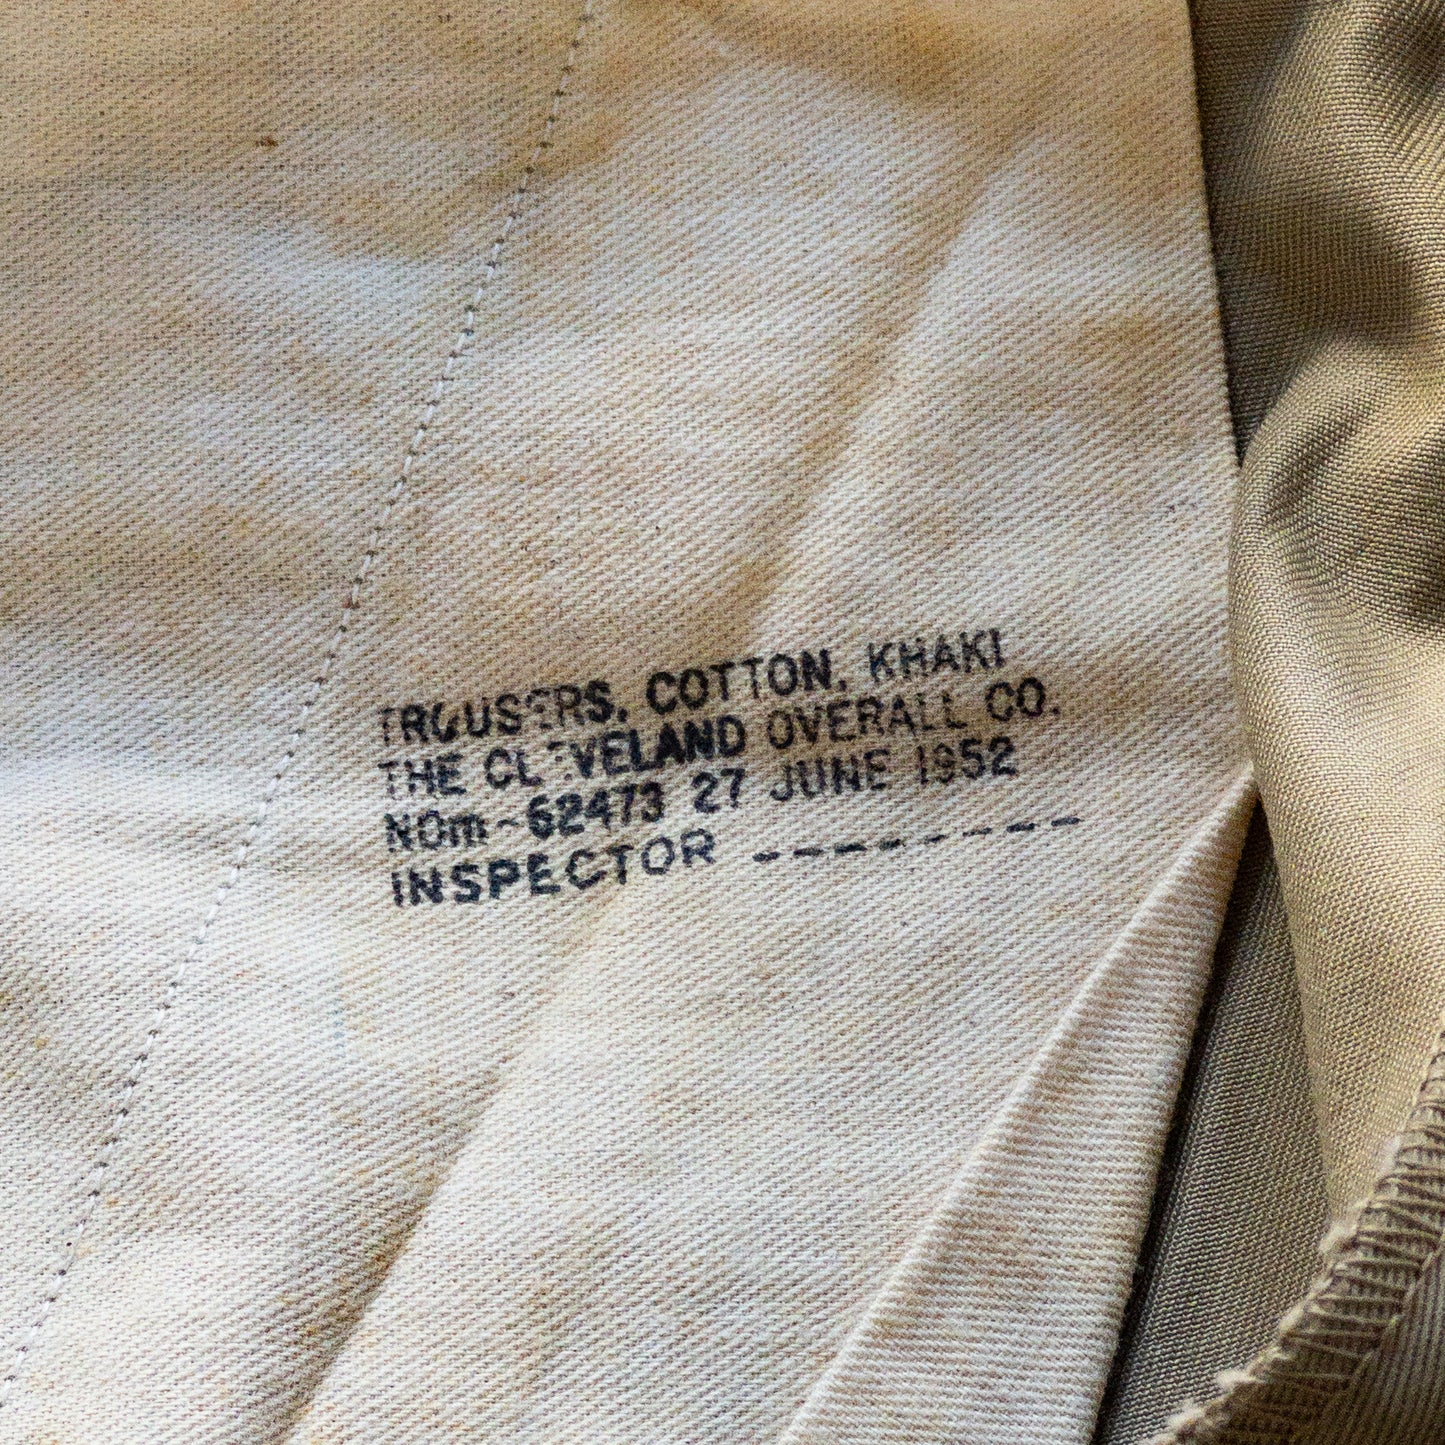 TROUSERS, COTTON, KHAKI
THE CLEVELAND OVERALL CO.
NOm-62473 27 JUNE 1952
INSPECTOR --------